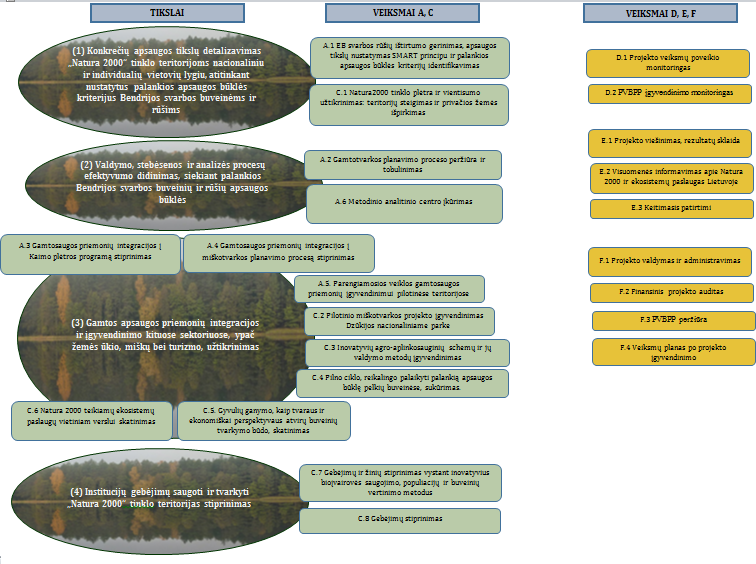 TIKSLAI
VEIKSMAI A, C
VEIKSMAI D, E, F
(1) Konkrečių apsaugos tikslų detalizavimas
„Natura 2000" tinklo teritorijoms nacionaliniu
ir individualių vietovių lygiu, atitinkant
nustatytus palankios apsaugos būklės
kriterijus Bendrijos svarbos buveinėms ir
rūšims
A.1 EB svarbos rūšių ištirtumo gerinimas, apsaugos
tikslų nustatymas SMART principu ir palankios
apsaugos būklės kriterijų identifikavimas
C.1 Natura2000 tinklo plėtra ir vientisumo
užtikrinimas: teritorijų steigimas ir privačios žemės
išpirkimas
(2) Valdymo, stebėsenos ir analizės procesų
efektyvumo didinimas, siekiant palankios
Bendrijos svarbos buveinių ir rūšių apsaugos
būklės
A.2 Gamtotvarkos planavimo proceso peržiūra ir
tobulinimas
A.6 Metodinio analitinio centro įkūrimas
A.3 Gamtosaugos priemonių integracijos į
Kaimo plėtros programą stiprinimas
A.4 Gamtosaugos priemonių integracijos į
miškotvarkos planavimo procesą stiprinimas
(3) Gamtos apsaugos priemonių integracijos
ir įgyvendinimo kituose sektoriuose, ypač
žemės ūkio, miškų bei turizmo, užtikrinimas
A.5. Parengiamosios veiklos gamtosaugos
priemonių įgyvendinimui pilotinėse teritorijose
C.2 Pilotinio miškotvarkos projekto įgyvendinimas
Dzūkijos nacionaliniame parke
C.3 Inovatyvių agro-aplinkosauginių schemų ir jų
valdymo metodų įgyvendinimas
C.4 Pilno ciklo, reikalingo palaikyti palankią apsaugos
būklę pelkių buveinėse, sukūrimas.
C.6 Natura 2000 teikiamų ekosistemų
paslaugų vietiniam verslui skatinimas
C.5. Gyvulių ganymo, kaip tvaraus ir
ekonomiškai perspektyvaus atvirų buveinių
tvarkymo būdo, skatinimas
(4) Institucijų gebėjimų saugoti ir tvarkyti
„Natura 2000" tinklo teritorijas stiprinimas
C.7 Gebėjimų ir žinių stiprinimas vystant inovatyvius
bioįvairovės saugojimo, populiacijų ir buveinių
vertinimo metodus
C.8 Gebėjimų stiprinimas
D.1 Projekto veiksmų poveikio
monitoringas
D.2 PVBPP įgyvendinimo monitoringas
E.1 Projekto viešinimas, rezultatų sklaida
E.2 Visuomenės informavimas apie Natura
2000 ir ekosistemų paslaugas Lietuvoje
E.3 Keitimasis patirtimi
F.1 Projekto valdymas ir administravimas
F.2 Finansinis projekto auditas
F.3 PVBPP peržiūra
F.4 Veiksmų planas po projekto
įgyvendinimo